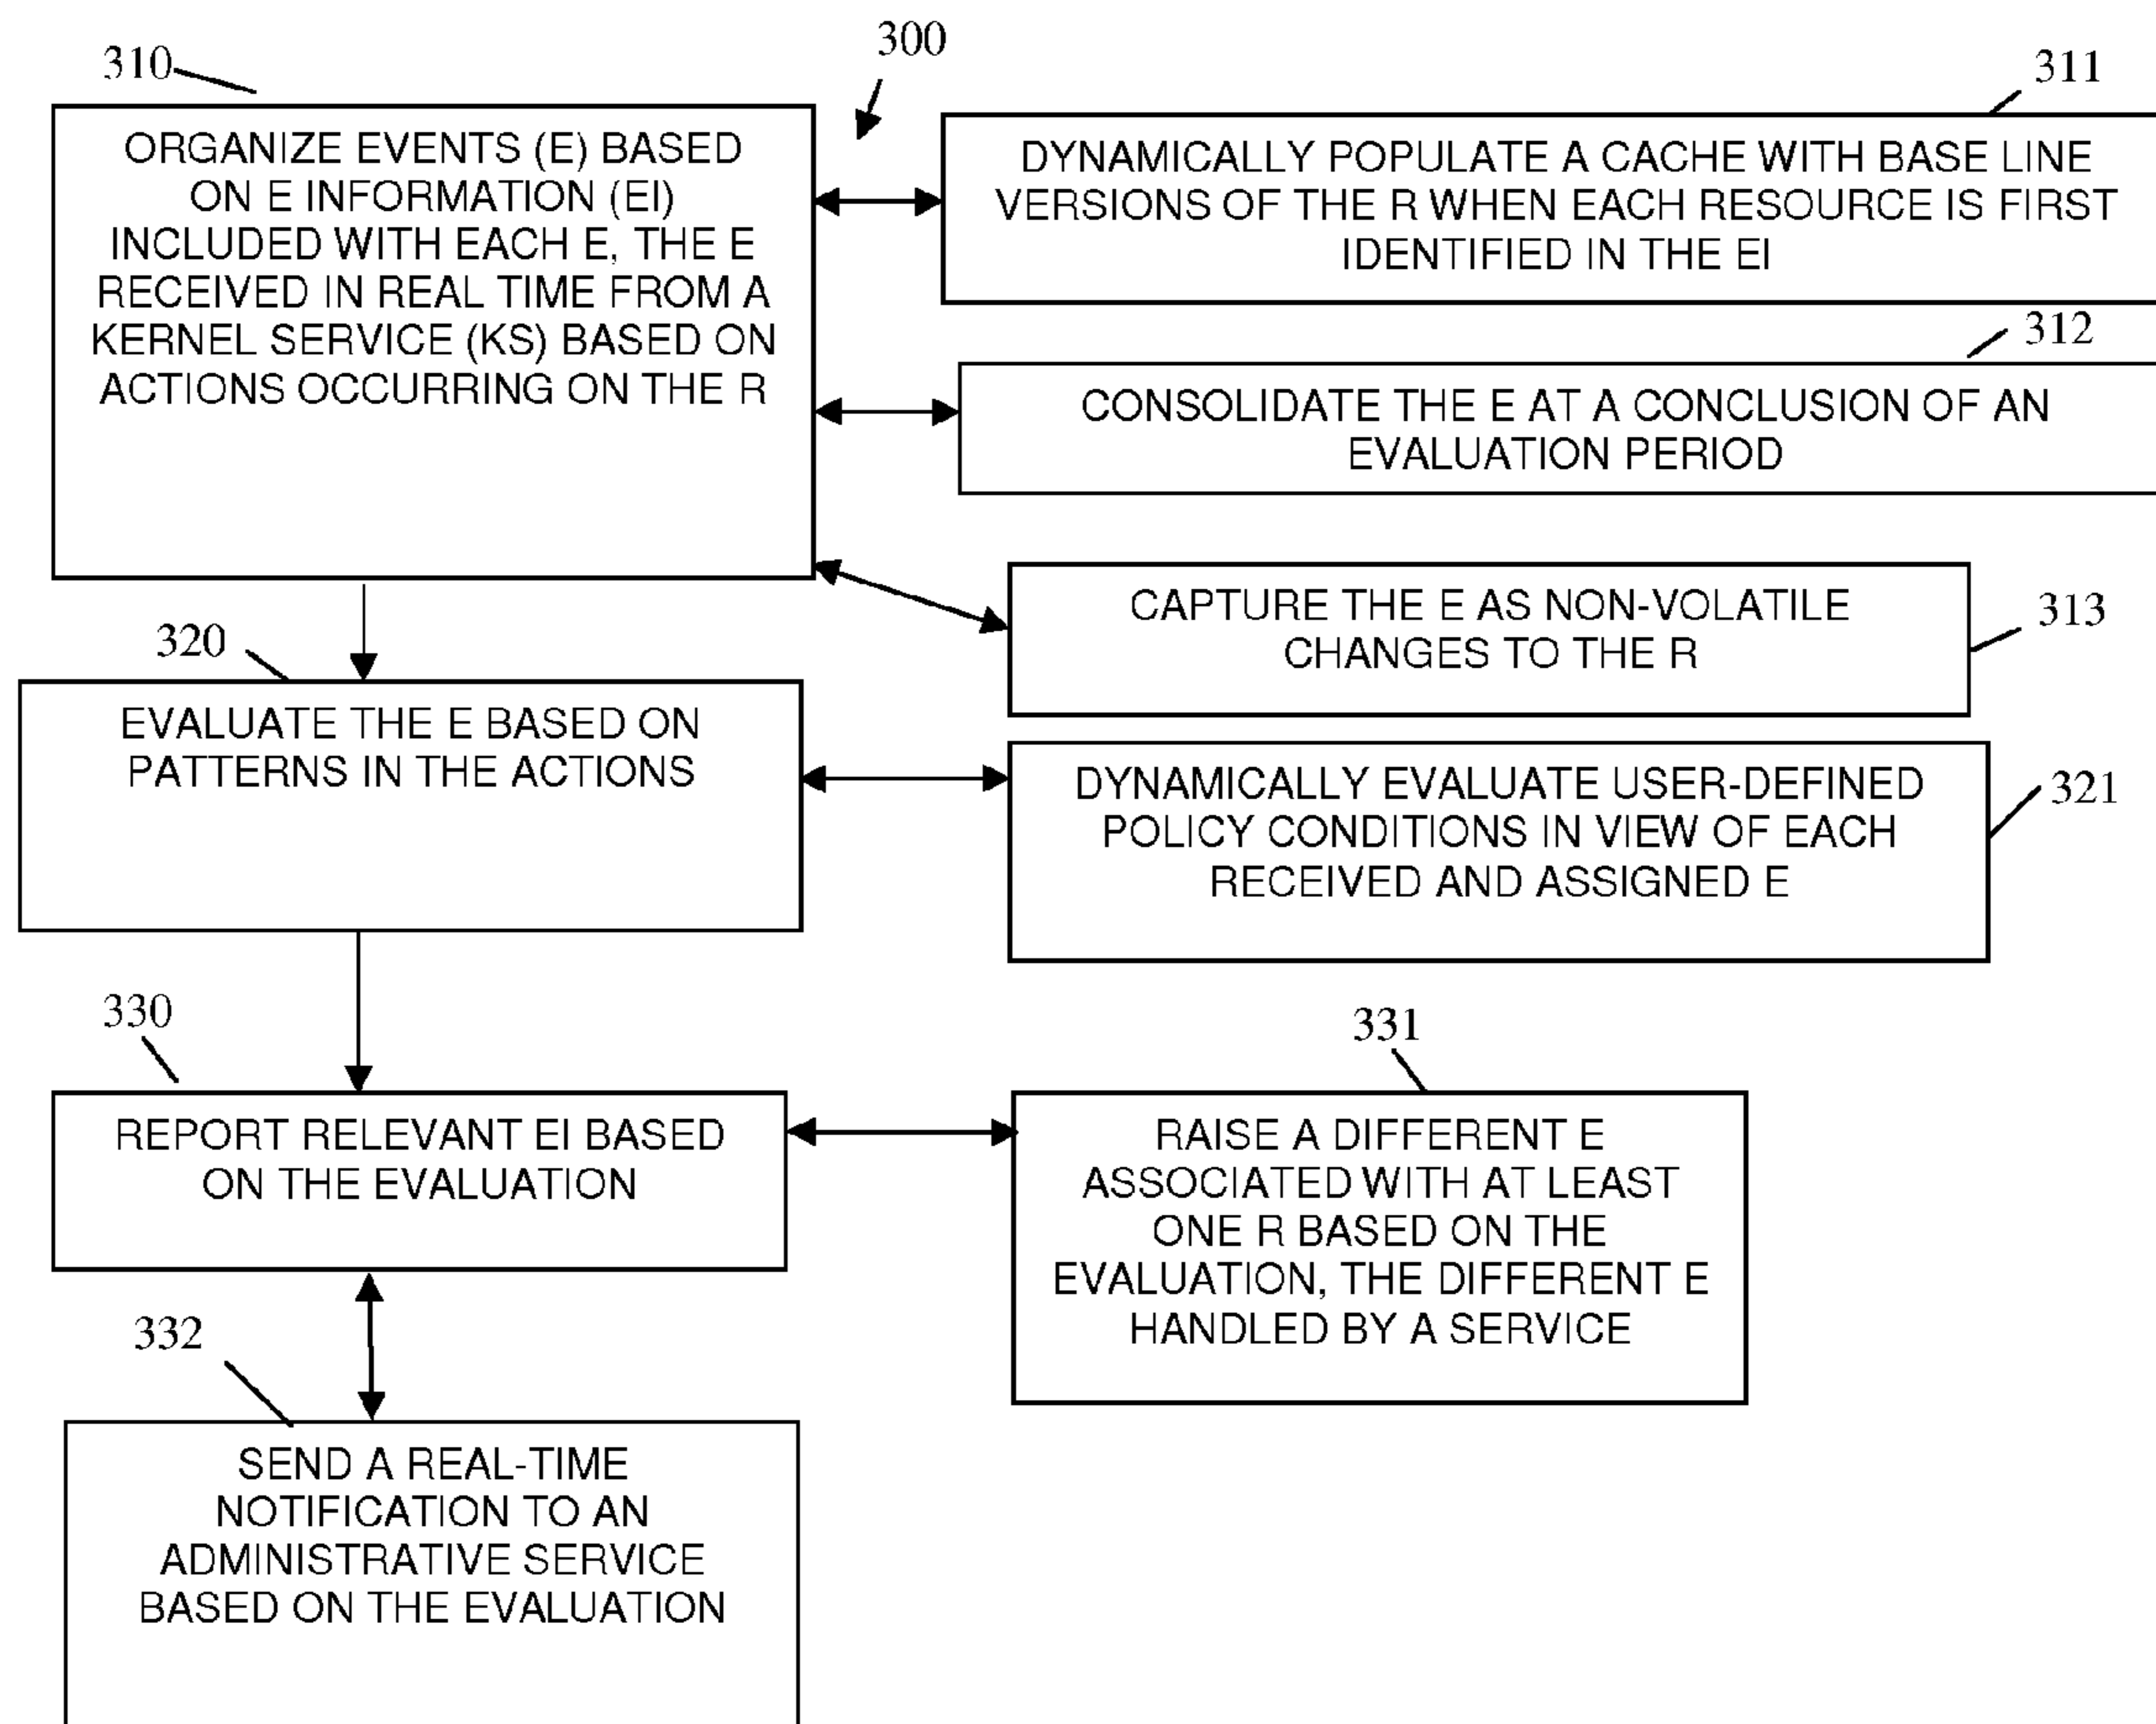 300
310
ORGANIZE EVENTS (E) BASED
ON E INFORMATION (EI)
INCLUDED WITH EACH E, THE E
RECEIVED IN REAL TIME FROM A
KERNEL SERVICE (KS) BASED ON
ACTIONS OCCURRING ON THE R
311
DYNAMICALLY POPULATE A CACHE WITH BASE LINE
VERSIONS OF THE R WHEN EACH RESOURCE IS FIRST
IDENTIFIED IN THE EI
312
CONSOLIDATE THE E AT A CONCLUSION OF AN
EVALUATION PERIOD
313
CAPTURE THE E AS NON-VOLATILE
CHANGES TO THE R
320
EVALUATE THE E BASED ON
PATTERNS IN THE ACTIONS
321
DYNAMICALLY EVALUATE USER-DEFINED
POLICY CONDITIONS IN VIEW OF EACH
RECEIVED AND ASSIGNED E
330
REPORT RELEVANT EI BASED
ON THE EVALUATION
331
RAISE A DIFFERENT E
ASSOCIATED WITH AT LEAST
ONE R BASED ON THE
EVALUATION, THE DIFFERENT E
HANDLED BY A SERVICE
332
SEND A REAL-TIME
NOTIFICATION TO AN
ADMINISTRATIVE SERVICE
BASED ON THE EVALUATION